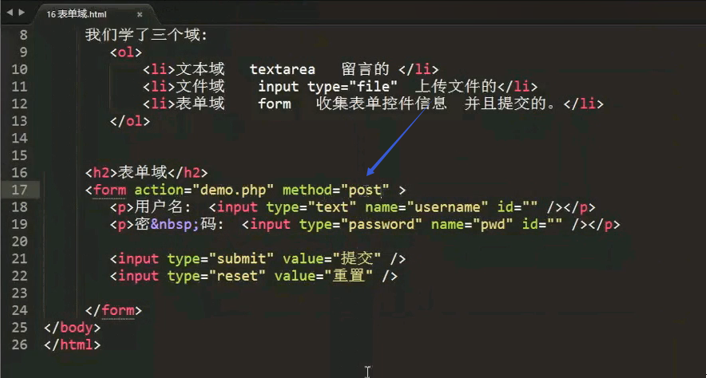 16 表单域.html
8 我们学了三个域:
9 <ol>
10 <li>文本域 textarea 留言的 </li>
11 <li>文件域 input type="file" 上传文件的</li>
12 <li>表单域 form 收集表单控件信息 并且提交的。</li>
13 </ol>
14
15
16 <h2>表单域</h2>
17 <form action="demo.php" method="post" >
18 <p>用户名: <input type="text" name="username" id="" /></p>
19 <p>密&nbsp;码: <input type="password" name="pwd" id="" /></p>
20
21 <input type="submit" value="提交" />
22 <input type="reset" value="重置" />
23
24 </form>
25 </body>
26 </html>